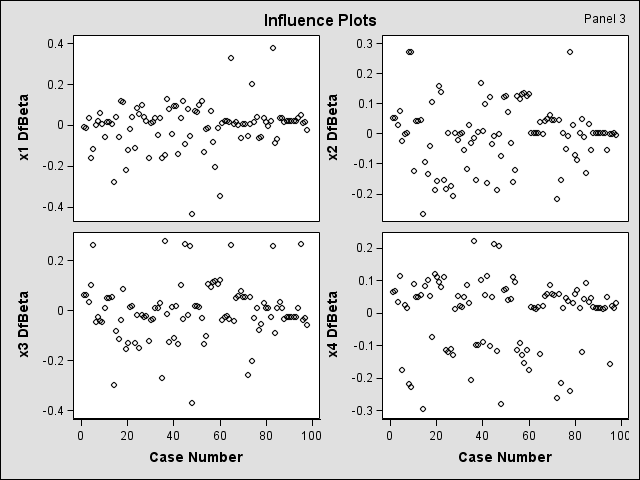 Influence Plots
Panel 3
x1 DfBeta
0.4
0.2
0
-0.2
-0.4
x2 DfBeta
0.3
0.2
0.1
0
-0.1
-0.2
x3 DfBeta
0.2
0
-0.2
-0.4
0 20 40 60 80 100
Case Number
x4 DfBeta
0.2
0.1
0
-0.1
-0.2
-0.3
0 20 40 60 80 100
Case Number